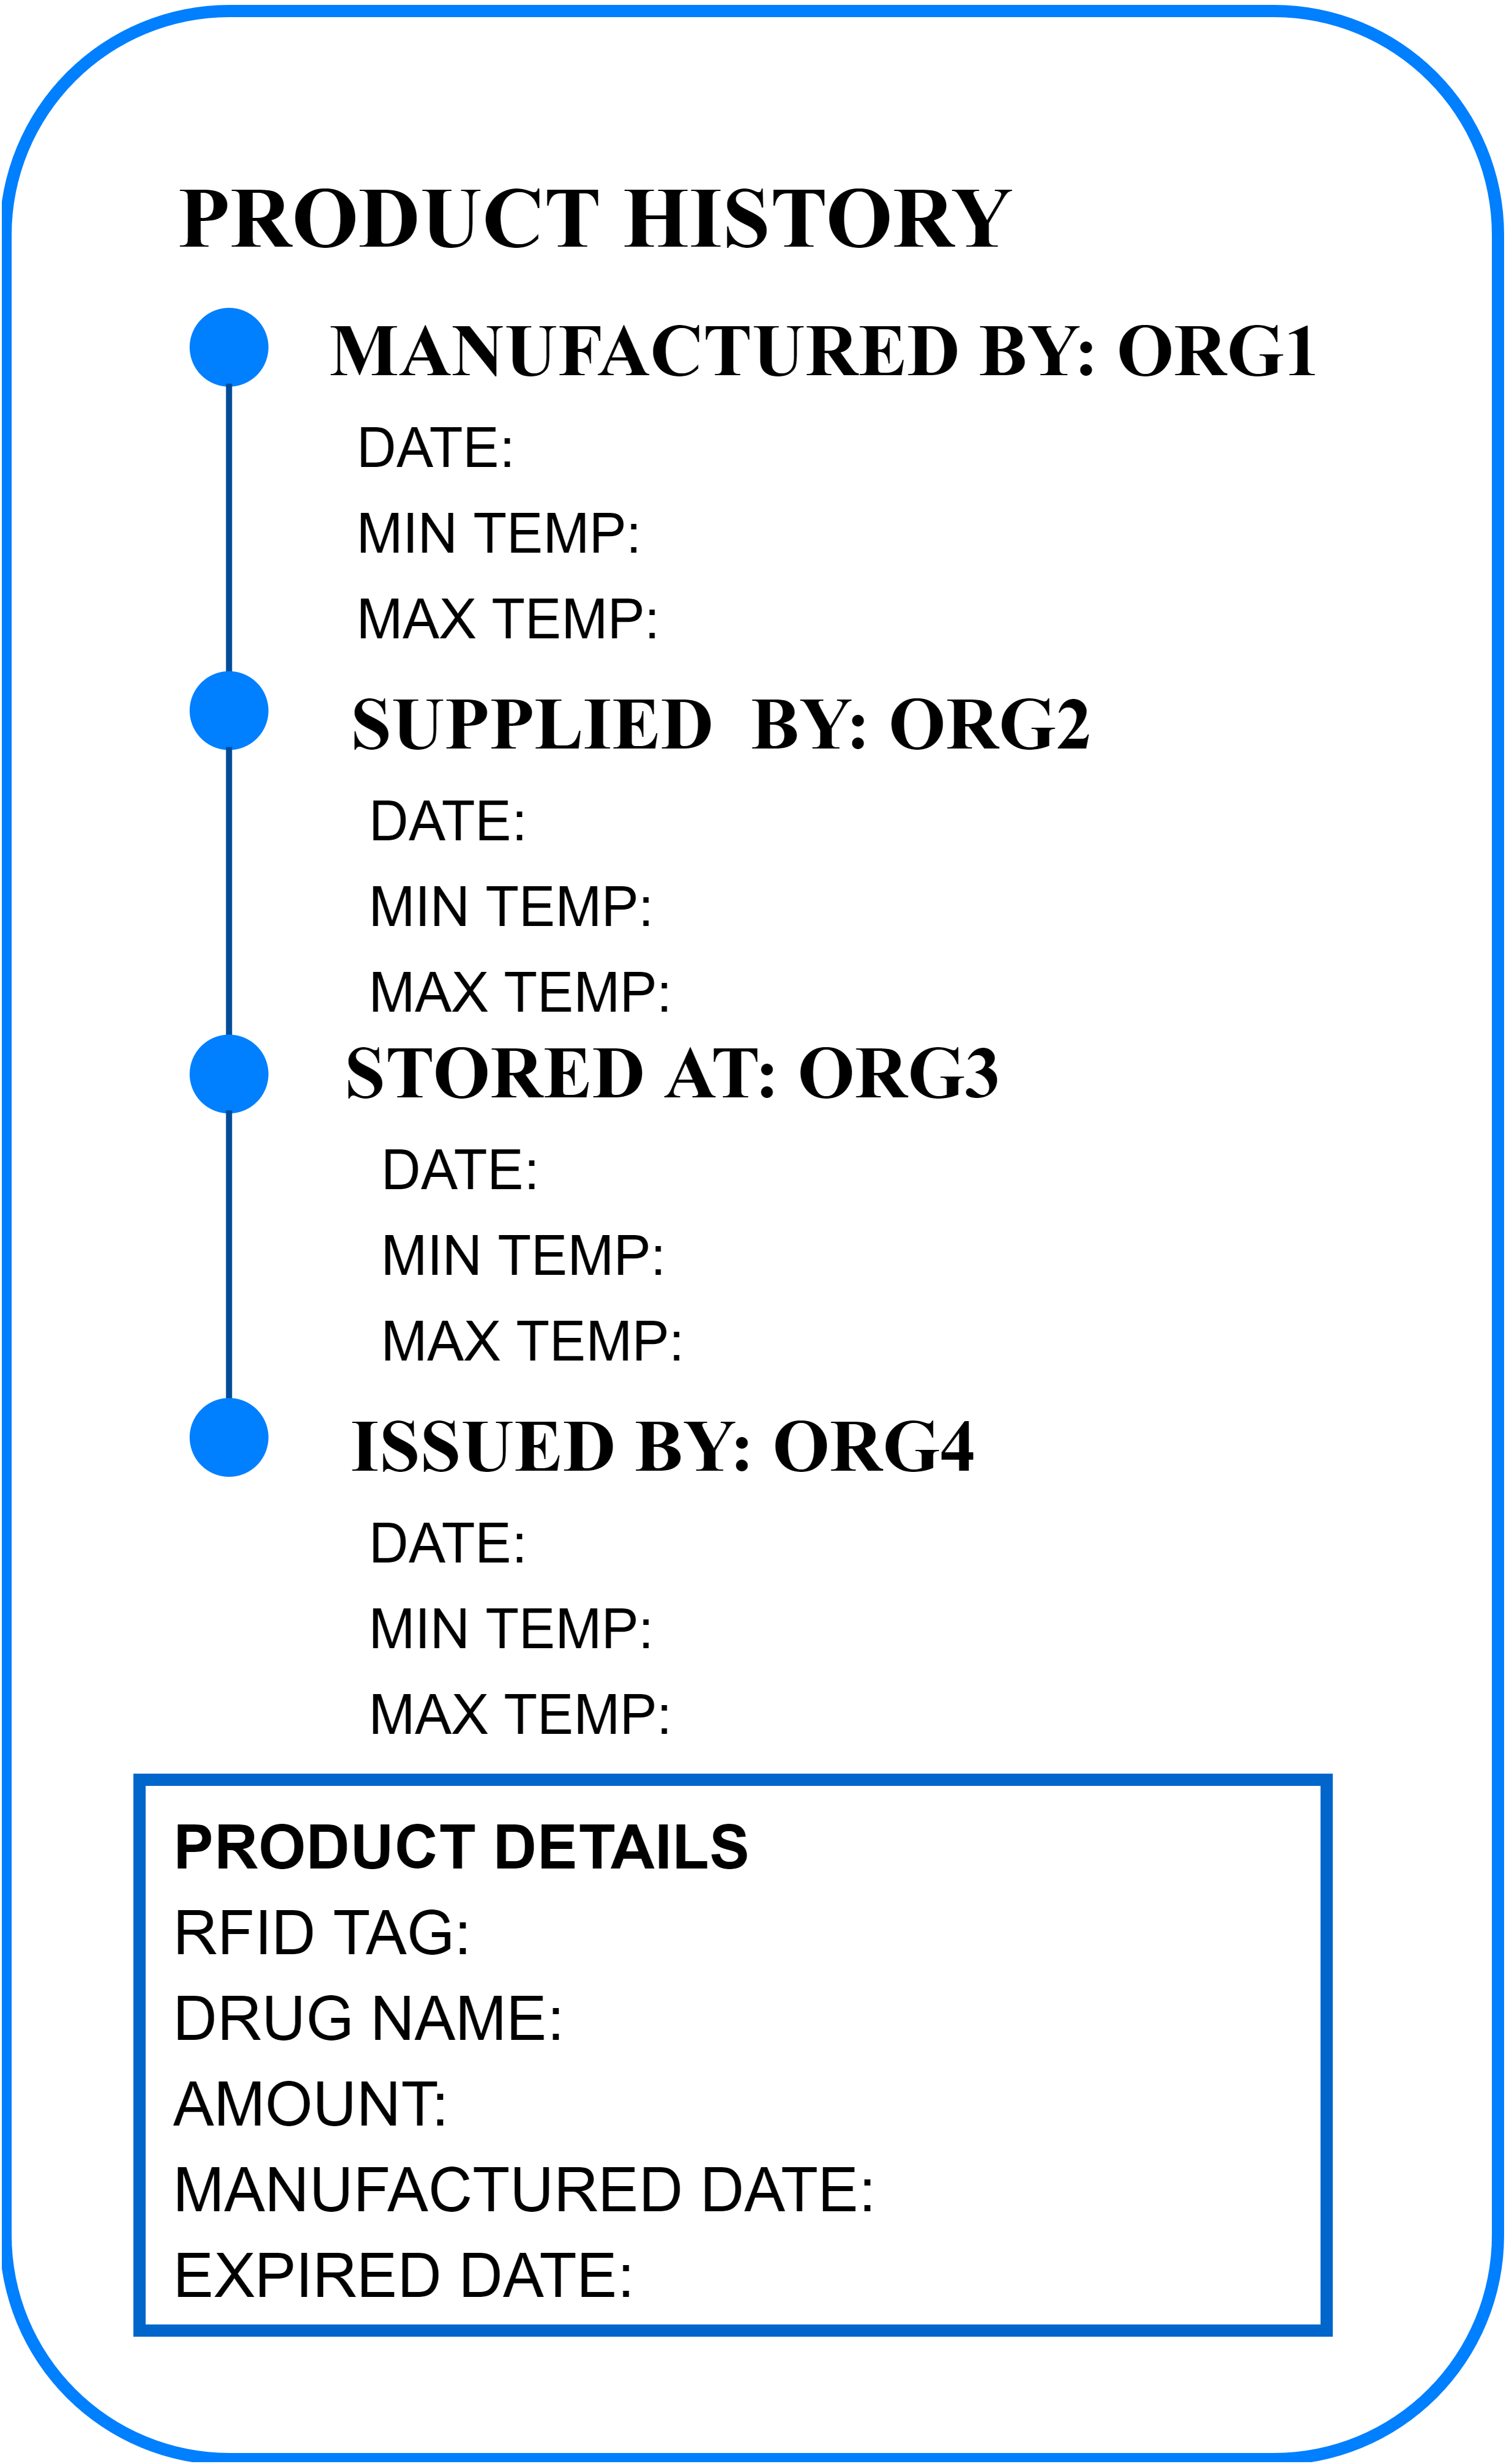 PRODUCT HISTORY
MANUFACTURED BY: ORG1
DATE:
MIN TEMP:
MAX TEMP:
SUPPLIED  BY: ORG2
DATE:
MIN TEMP:
MAX TEMP:
STORED AT: ORG3
DATE:
MIN TEMP:
MAX TEMP:
ISSUED BY: ORG4
DATE:
MIN TEMP:
MAX TEMP:
PRODUCT DETAILS
RFID TAG:
DRUG NAME:
AMOUNT:
MANUFACTURED DATE:
EXPIRED DATE: